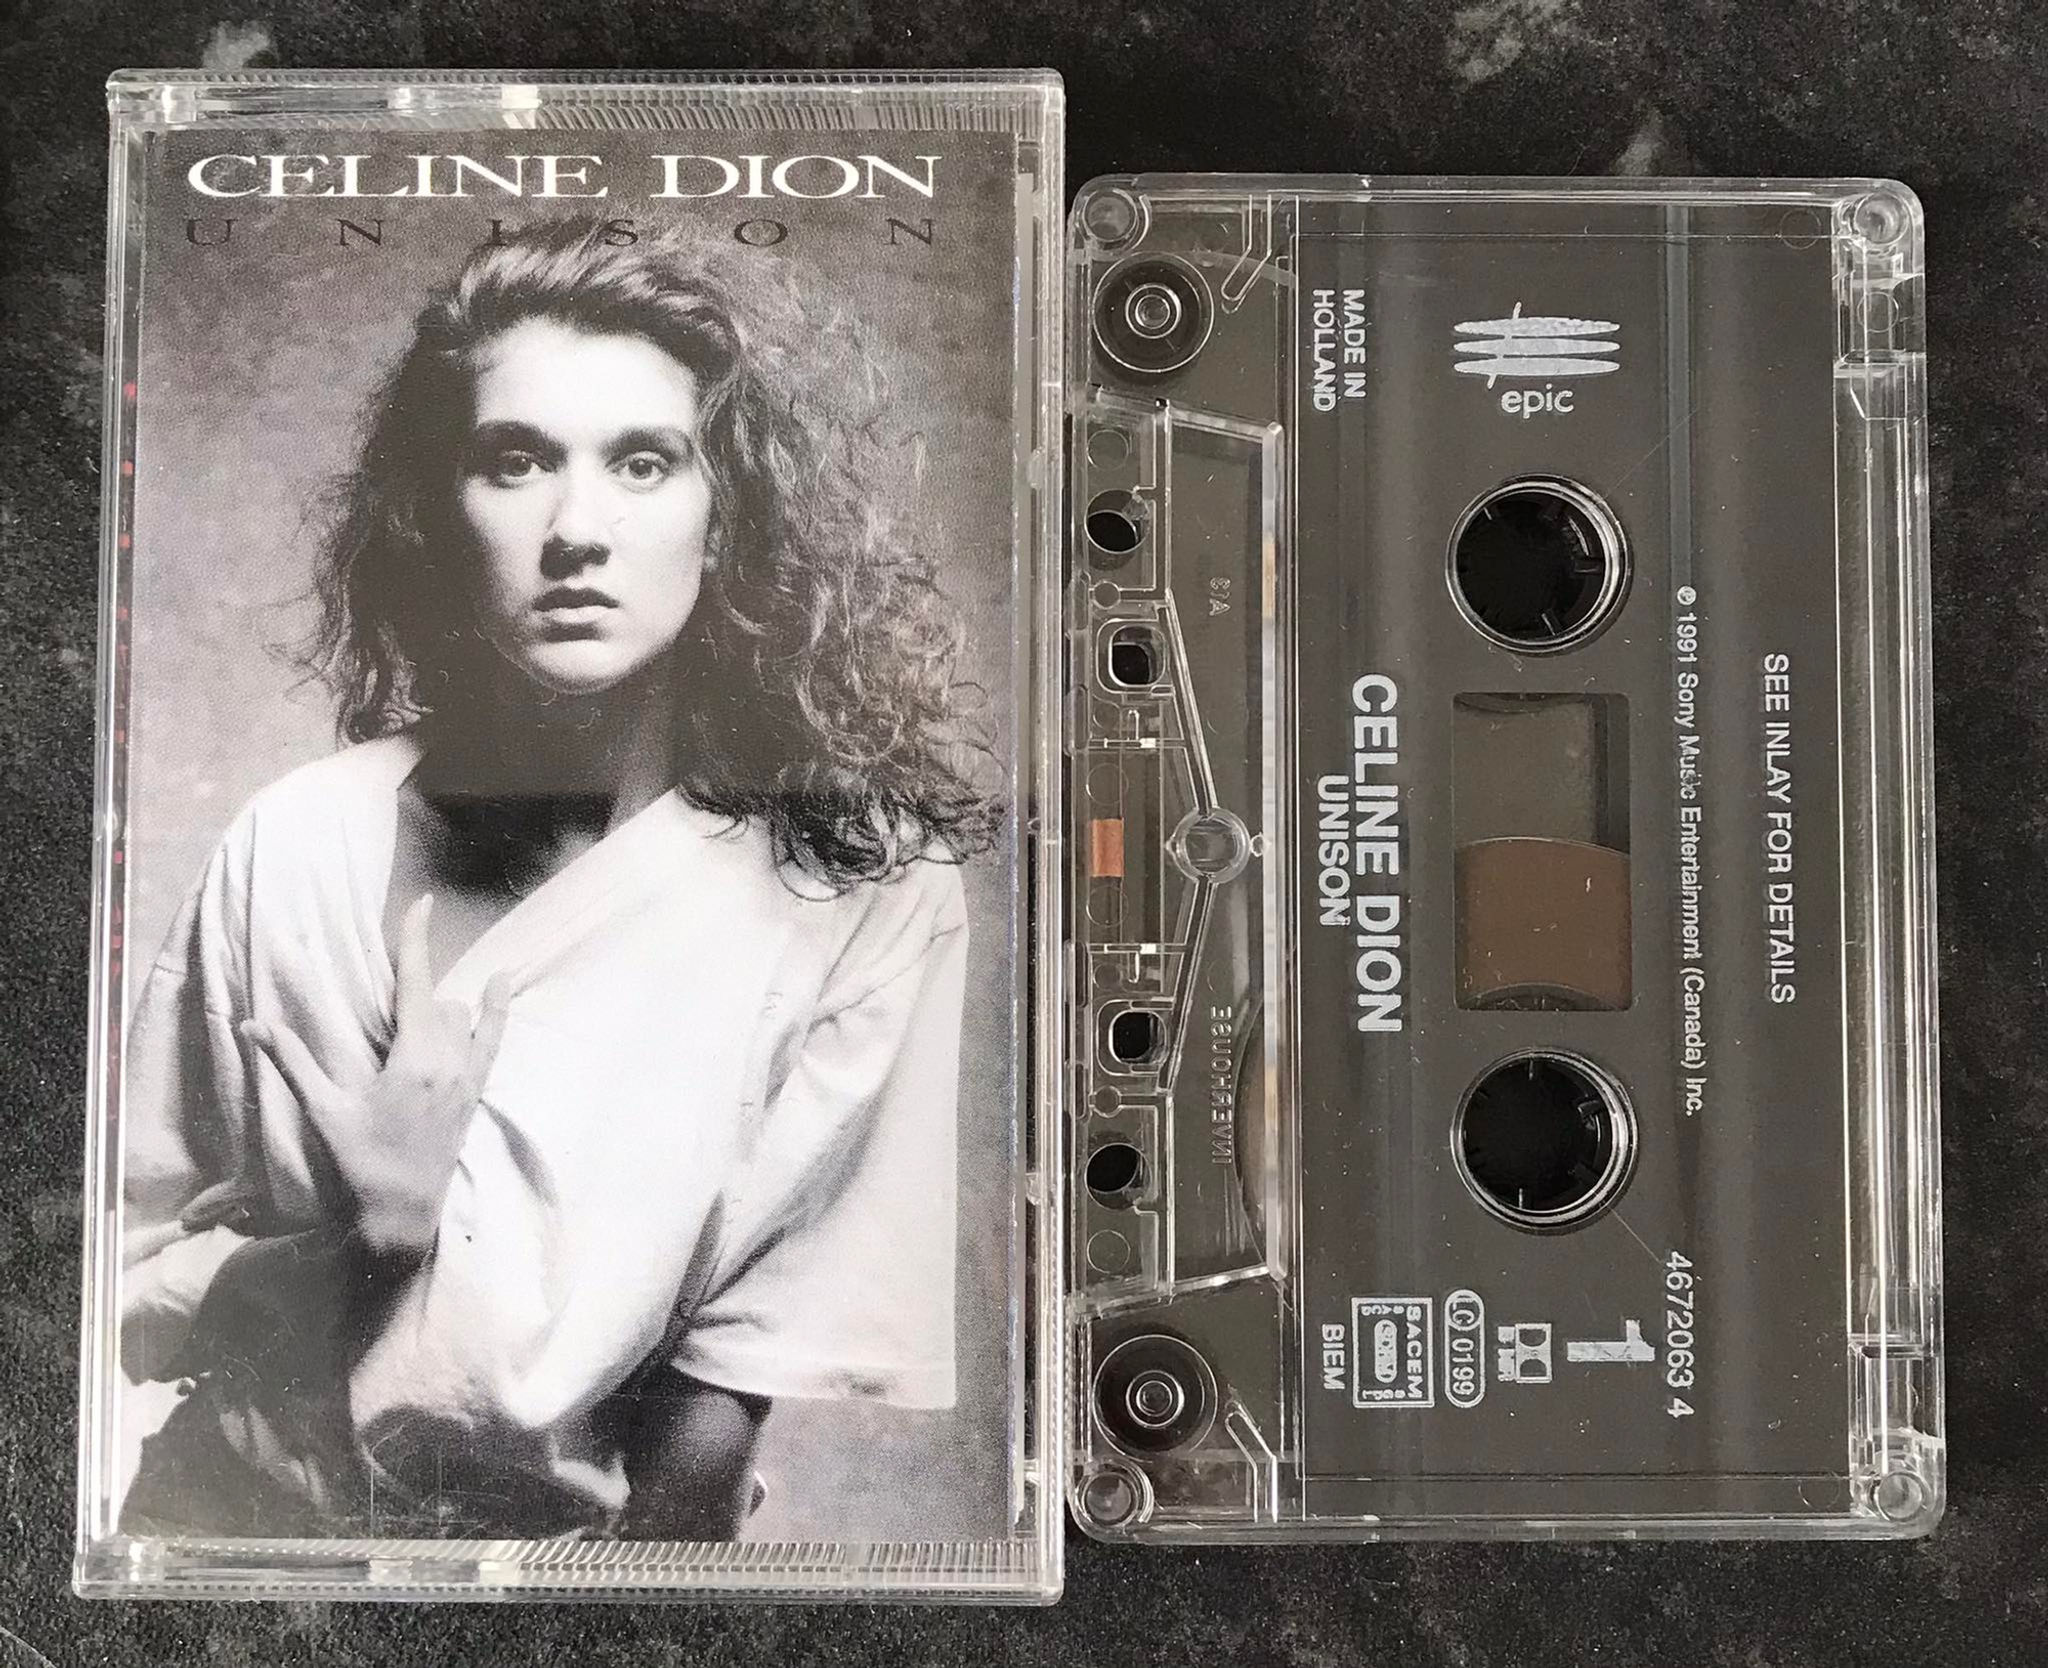 CELINE DION
UNISON
MADE IN
HOLLAND
epic
CELINE DION
UNISON
℗ 1991 Sony Music Entertainment (Canada) Inc.
SEE INLAY FOR DETAILS
4672063 4
1
LC 0199
SACEM
BIEM
INVERHOUSE